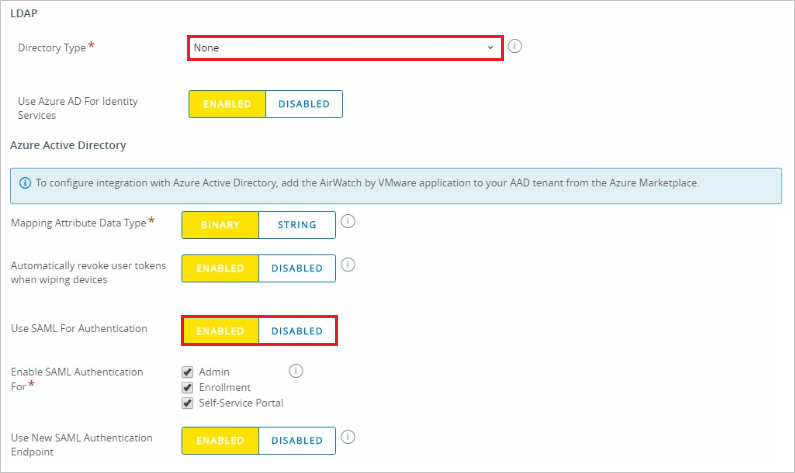 LDAP
Directory Type*
None
Use Azure AD For Identity
Services
ENABLED DISABLED
Azure Active Directory
To configure integration with Azure Active Directory, add the AirWatch by VMware application to your AAD tenant from the Azure Marketplace.
Mapping Attribute Data Type*
BINARY STRING
Automatically revoke user tokens
when wiping devices
ENABLED DISABLED
Use SAML For Authentication
ENABLED DISABLED
Enable SAML Authentication
For*
Admin
Enrollment
Self-Service Portal
Use New SAML Authentication
Endpoint
ENABLED DISABLED